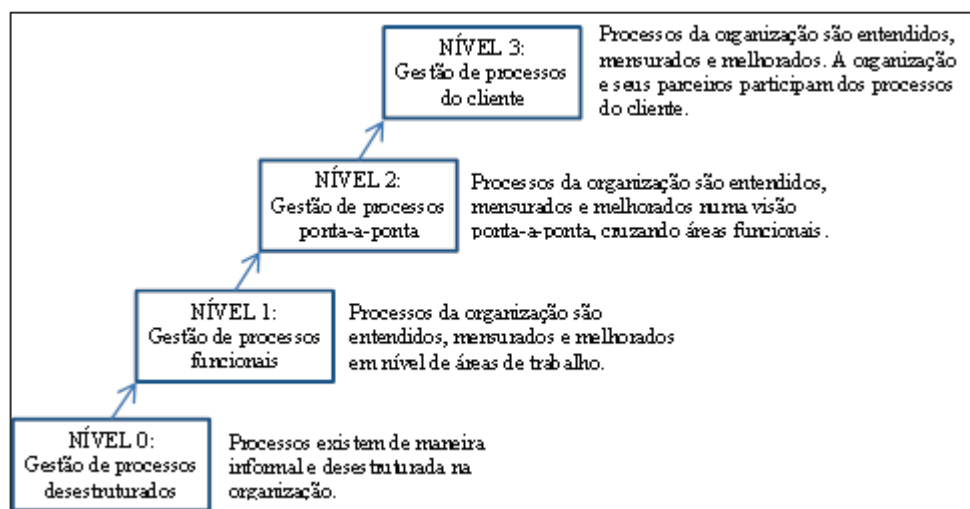 NÍVEL 3:
Gestão de processos
do cliente
Processos da organização são entendidos,
mensurados e melhorados. A organização
e seus parceiros participam dos processos
do cliente.
NÍVEL 2:
Gestão de processos
ponta-a-ponta
Processos da organização são entendidos,
mensurados e melhorados numa visão
ponta-a-ponta, cruzando áreas funcionais.
NÍVEL 1:
Gestão de processos
funcionais
Processos da organização são
entendidos, mensurados e melhorados
em nível de áreas de trabalho.
NÍVEL 0:
Gestão de processos
desestruturados
Processos existem de maneira
informal e desestruturada na
organização.